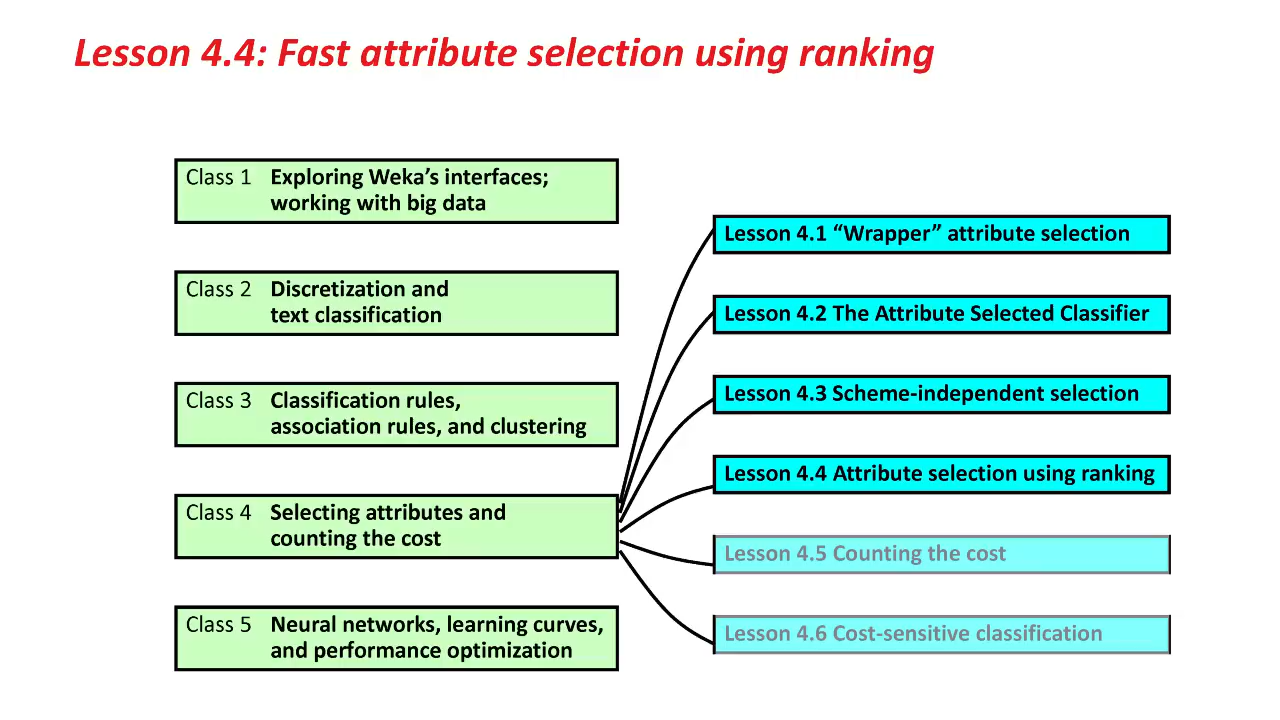 Lesson 4.4: Fast attribute selection using ranking
Class 1 Exploring Weka’s interfaces;
working with big data
Class 2 Discretization and
text classification
Class 3 Classification rules,
association rules, and clustering
Class 4 Selecting attributes and
counting the cost
Class 5 Neural networks, learning curves,
and performance optimization
Lesson 4.1 “Wrapper” attribute selection
Lesson 4.2 The Attribute Selected Classifier
Lesson 4.3 Scheme-independent selection
Lesson 4.4 Attribute selection using ranking
Lesson 4.5 Counting the cost
Lesson 4.6 Cost-sensitive classification